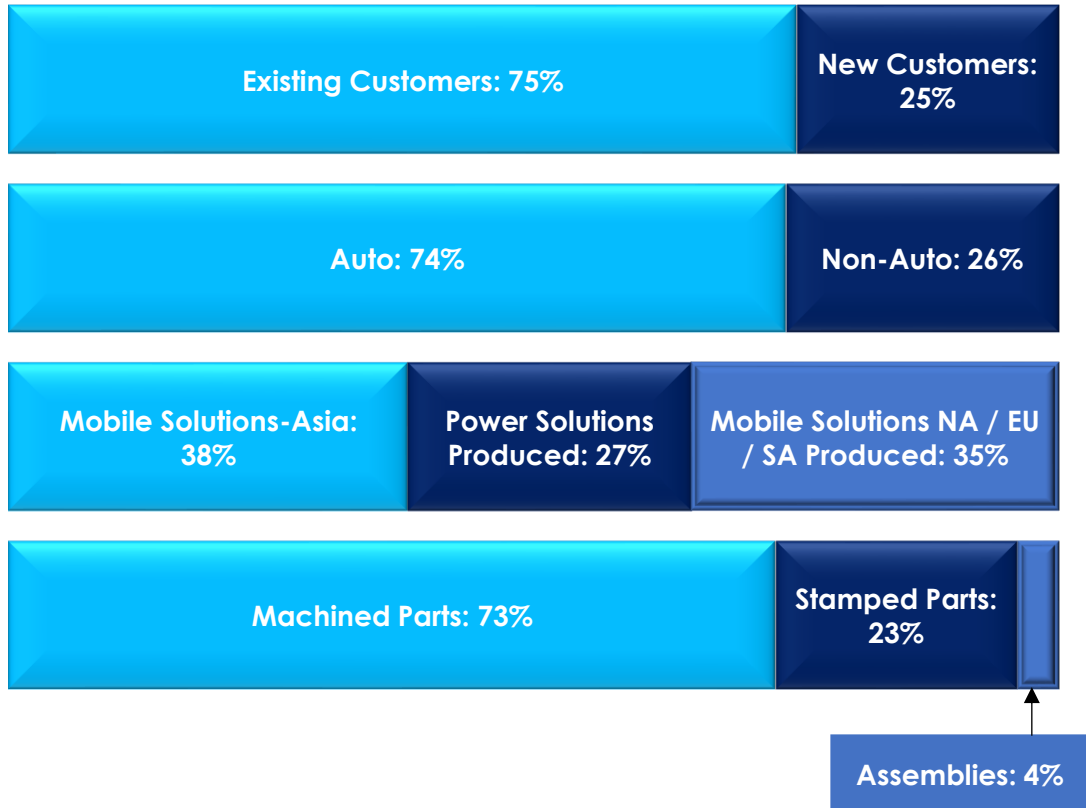 Existing Customers: 75%
New Customers:
25%
Auto: 74%
Non-Auto: 26%
Mobile Solutions-Asia:
38%
Power Solutions
Produced: 27%
Mobile Solutions NA / EU
/ SA Produced: 35%
Machined Parts: 73%
Stamped Parts:
23%
Assemblies: 4%